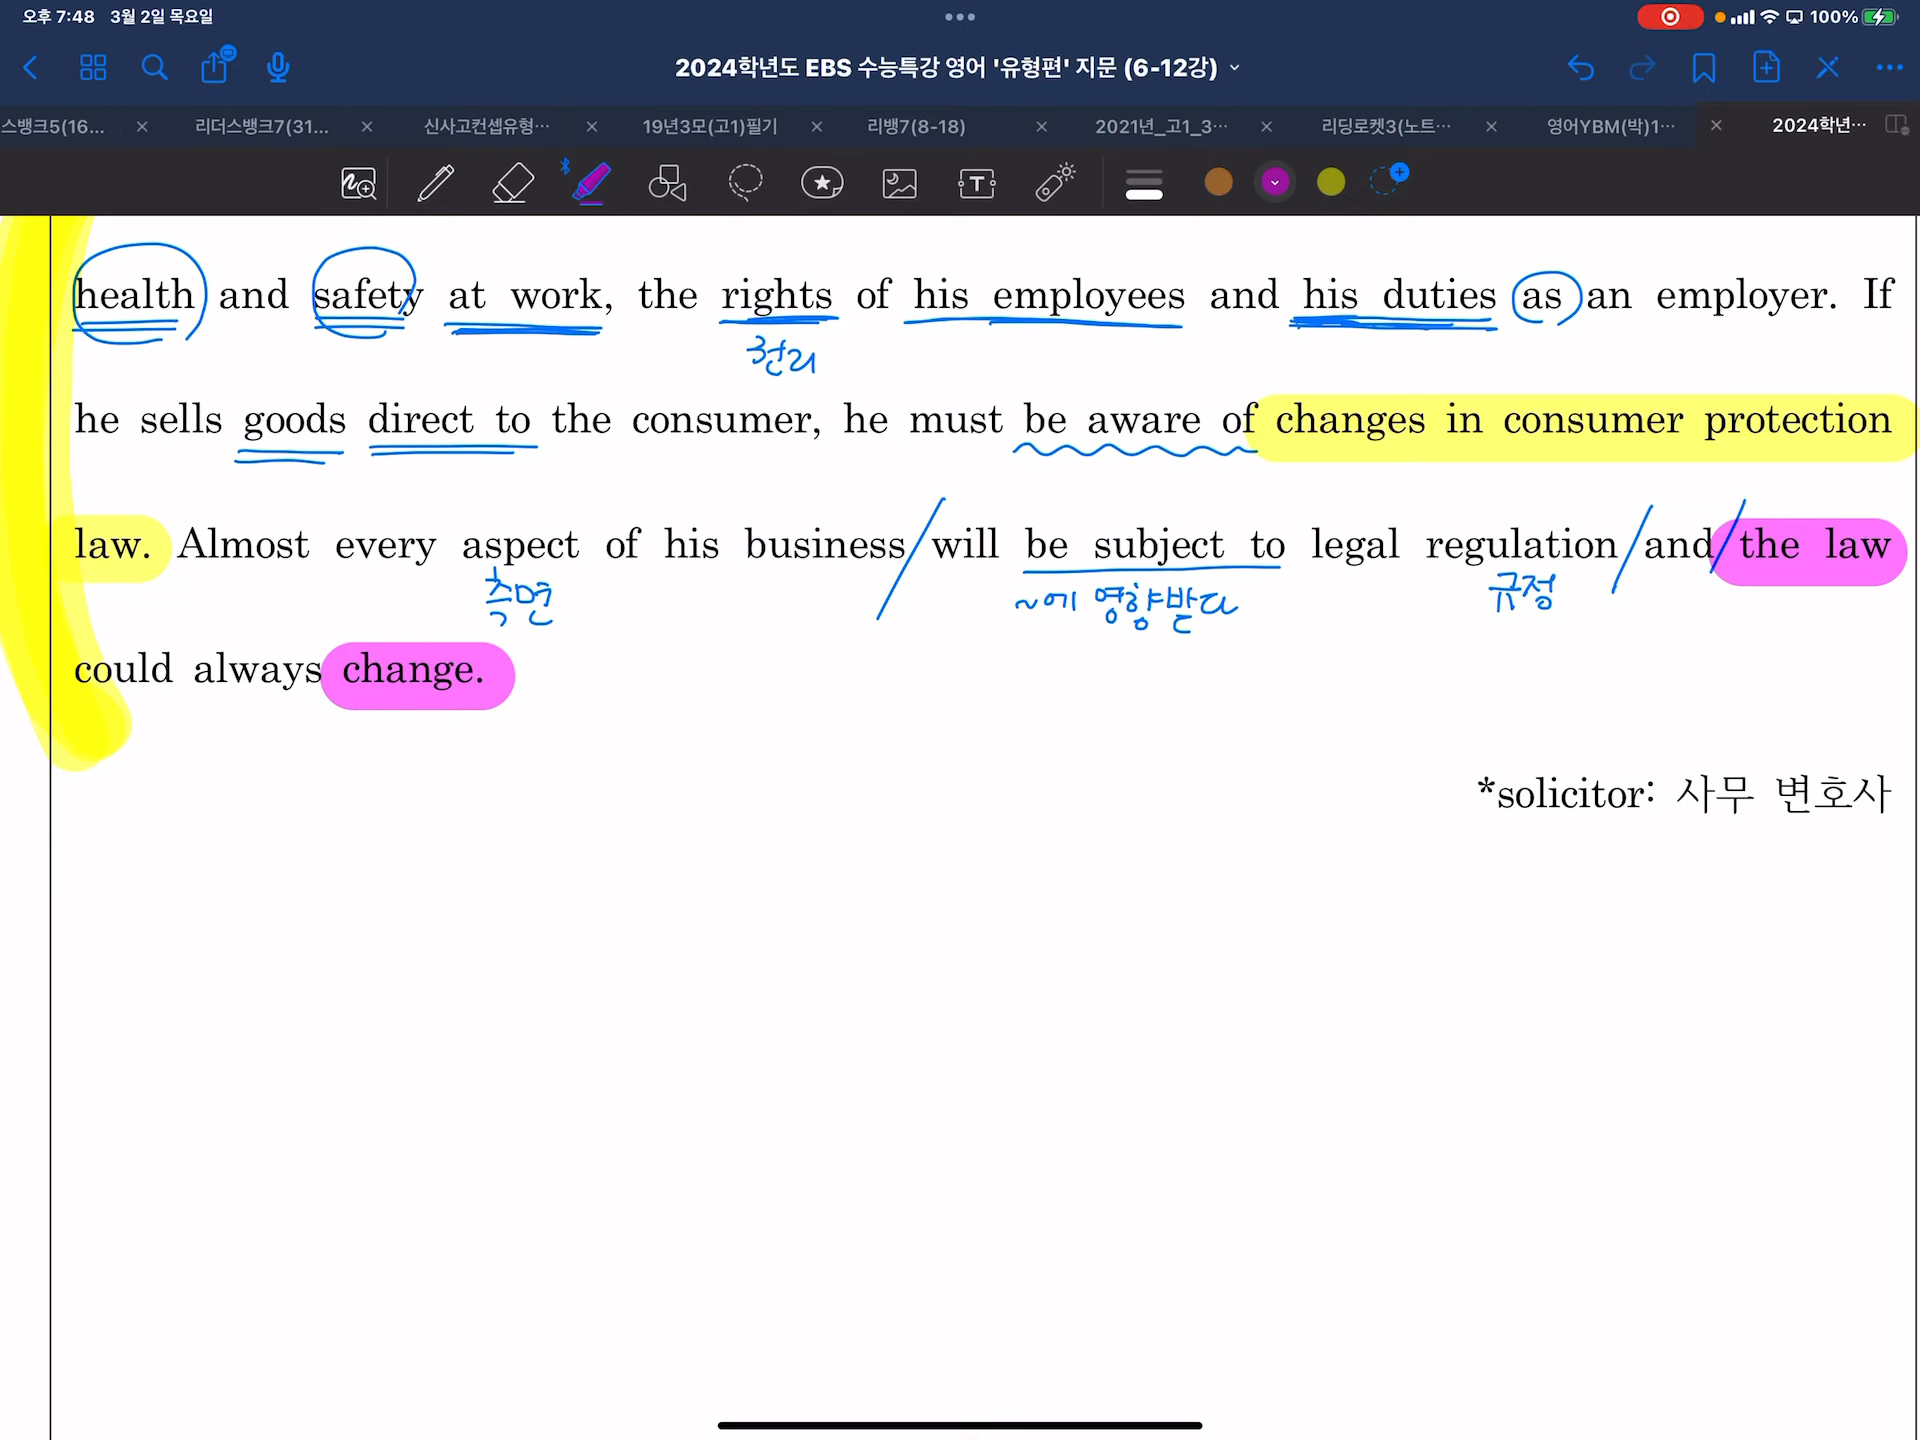 오후 7:48 3월 2일 목요일
100%
2024학년도 EBS 수능특강 영어 '유형편' 지문 (6-12강)
스뱅크5(16... 리더스뱅크7(31... 신사고컨셉유형... 19년3모(고1)필기 리뱅7(8-18) 2021년_고1_3... 리딩로켓3(노트... 영어YBM(박)1... 2024학년...
health and safety at work, the rights of his employees and his duties as an employer. If
권리
he sells goods direct to the consumer, he must be aware of changes in consumer protection
law. Almost every aspect of his business will be subject to legal regulation and the law
측면 ~에 영향받다 규정
could always change.
*solicitor: 사무 변호사